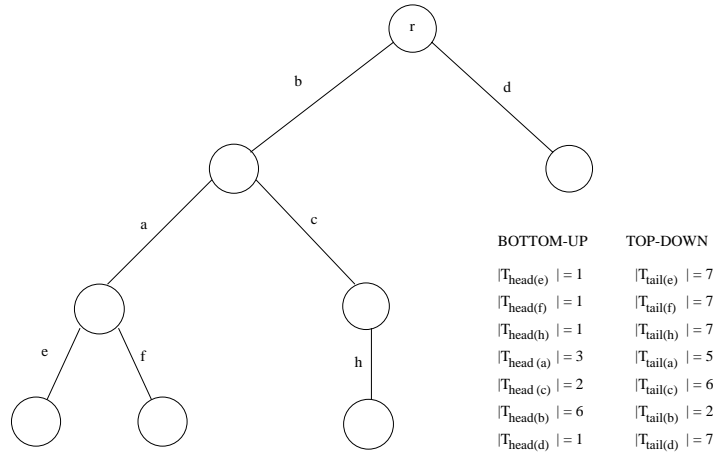 r
b
d
a
c
e
f
h
BOTTOM-UP TOP-DOWN
|T_head(e) | = 1 |T_tail(e) | = 7
|T_head(f) | = 1 |T_tail(f) | = 7
|T_head(h) | = 1 |T_tail(h) | = 7
|T_head (a) | = 3 |T_tail(a) | = 5
|T_head (c) | = 2 |T_tail(c) | = 6
|T_head(b) | = 6 |T_tail(b) | = 2
|T_head(d) | = 1 |T_tail(d) | = 7